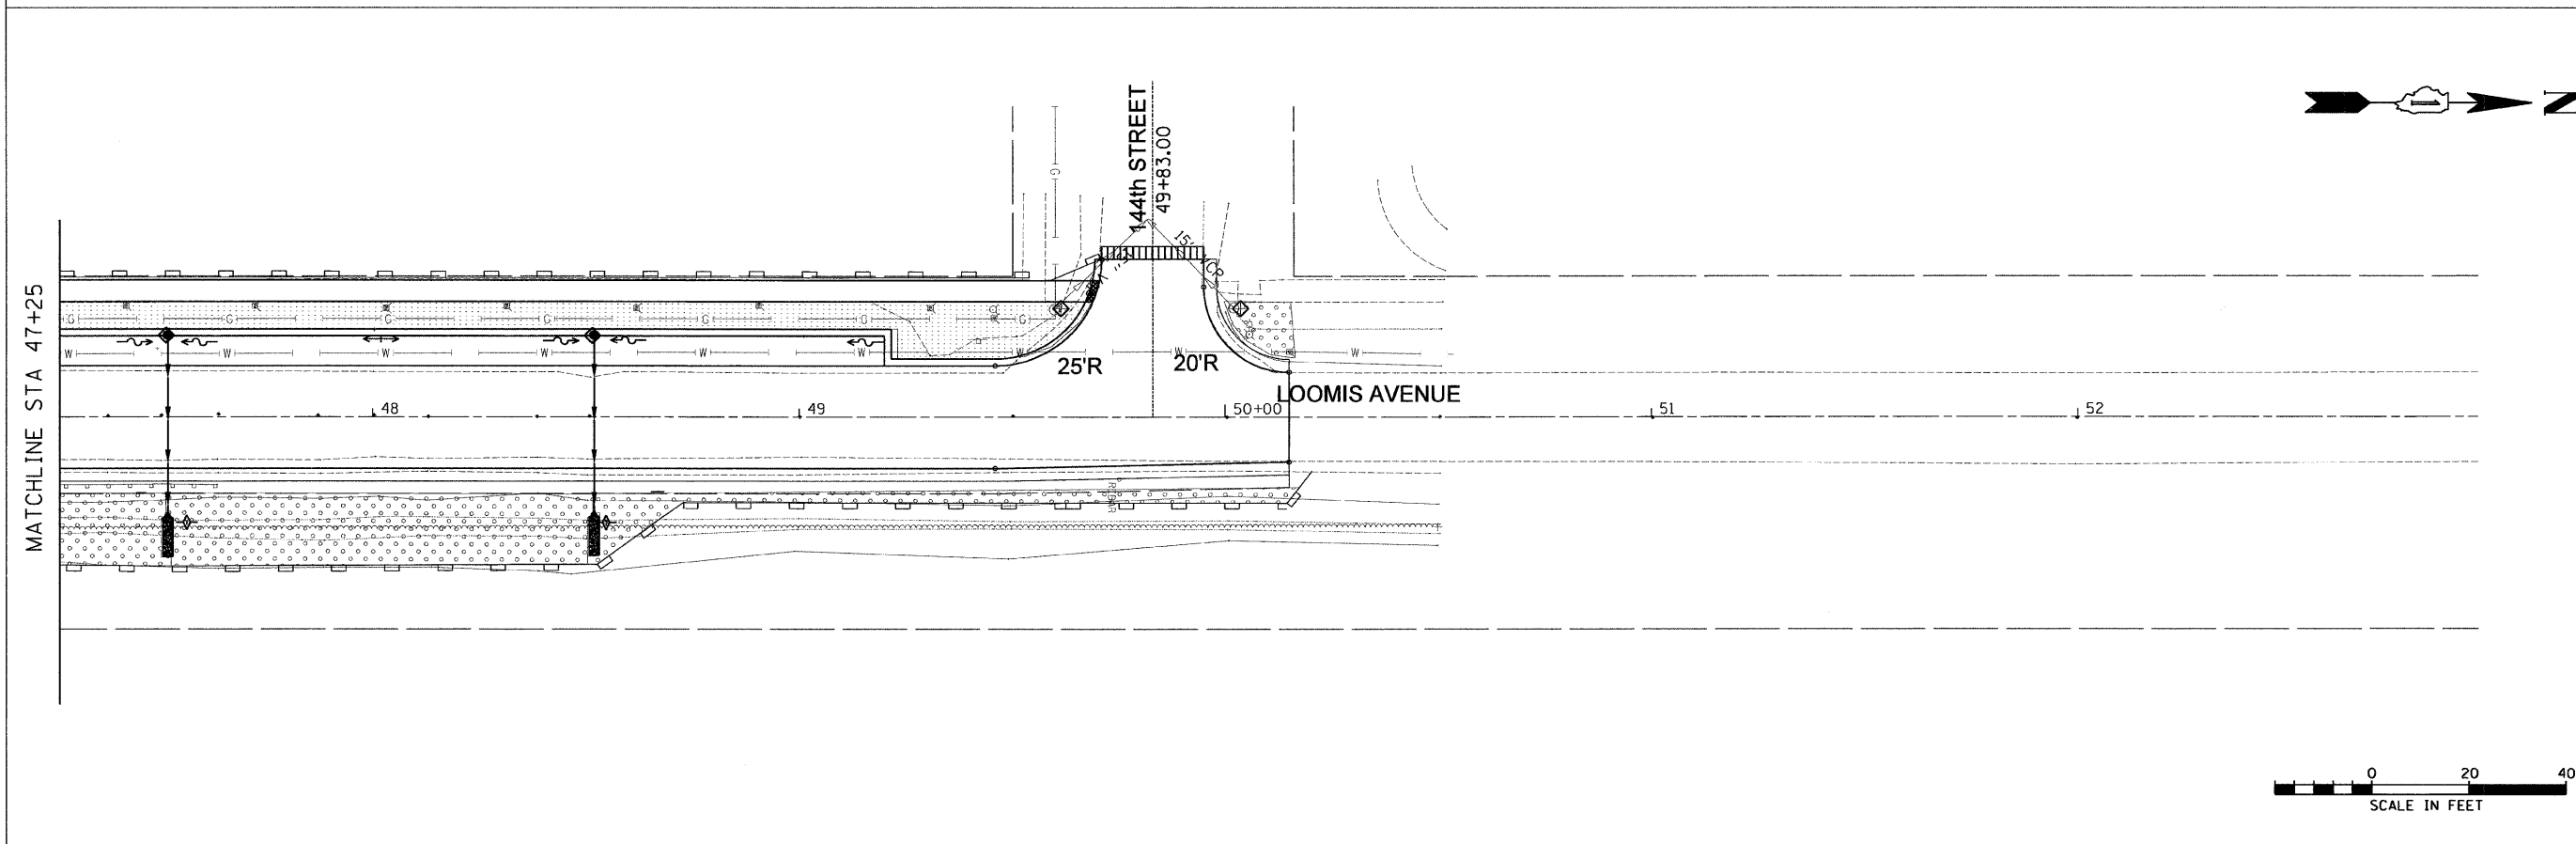 N
144th STREET
49+83.00
MATCHLINE STA 47+25
G
15'
G G G G G G G
W W W W W W W W W
25'R
20'R
LOOMIS AVENUE
48
49
50+00
51
52
0 20 40
SCALE IN FEET